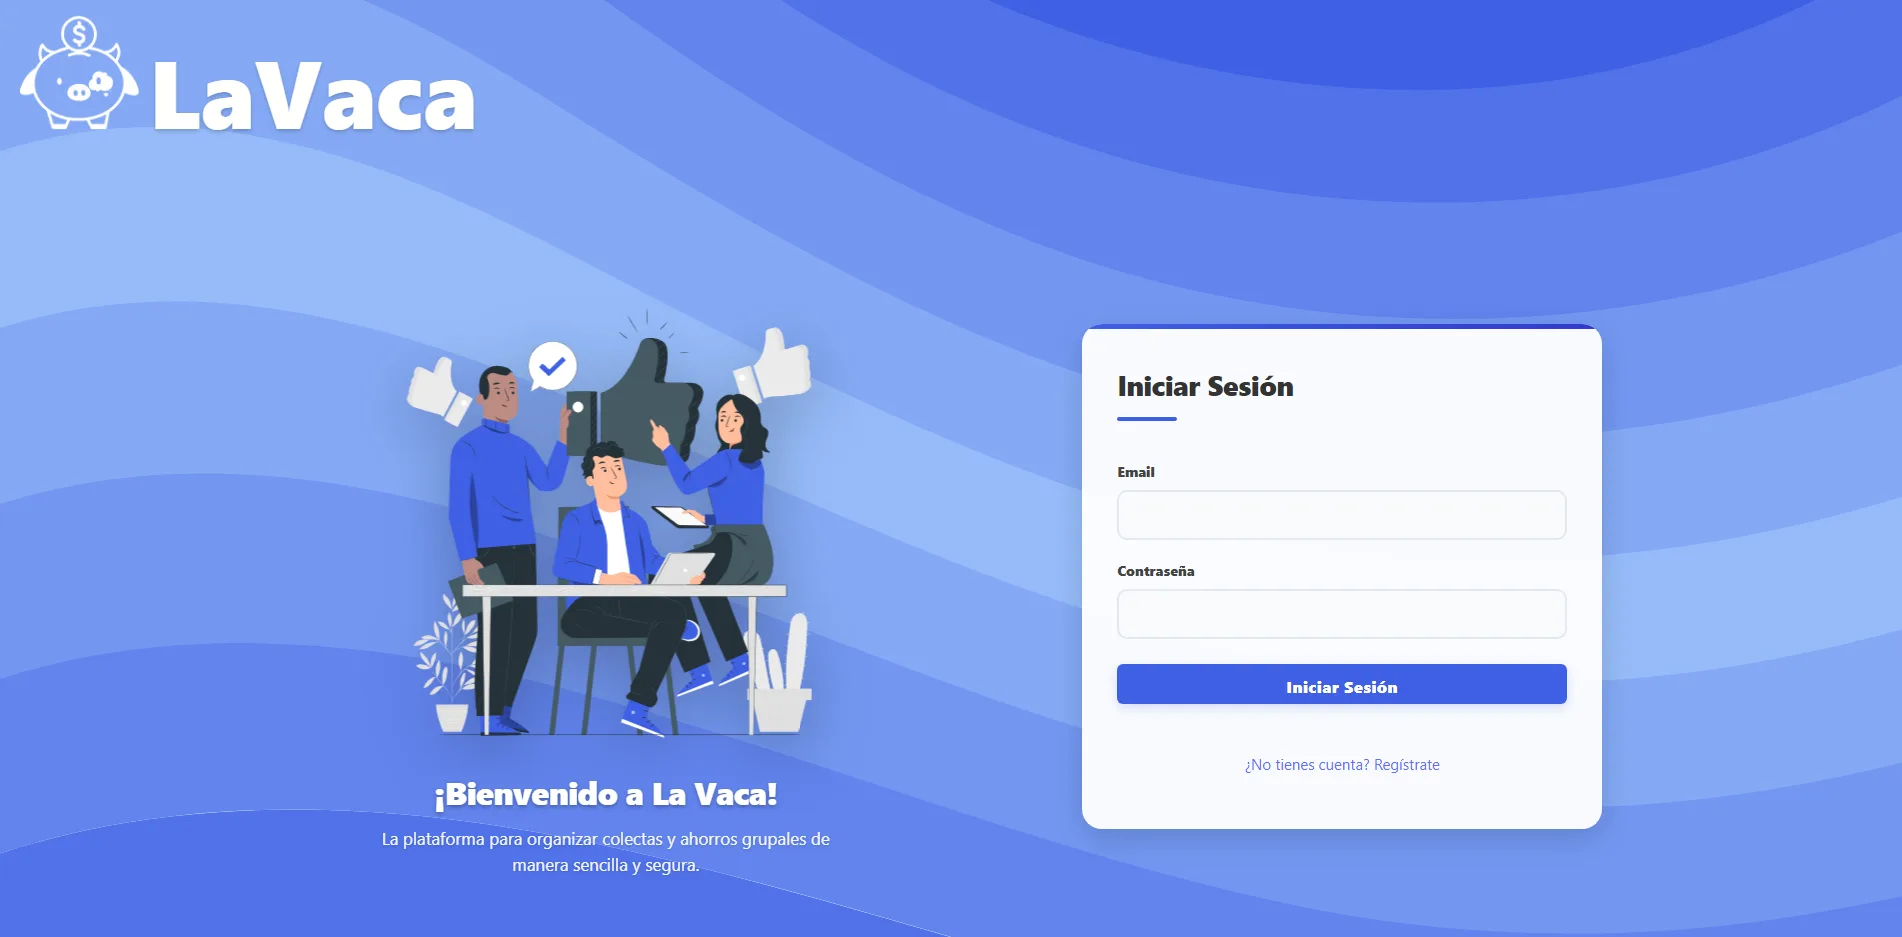 $
LaVaca
¡Bienvenido a La Vaca!
La plataforma para organizar colectas y ahorros grupales de
manera sencilla y segura.
Iniciar Sesión
Email
Contraseña
Iniciar Sesión
¿No tienes cuenta? Regístrate